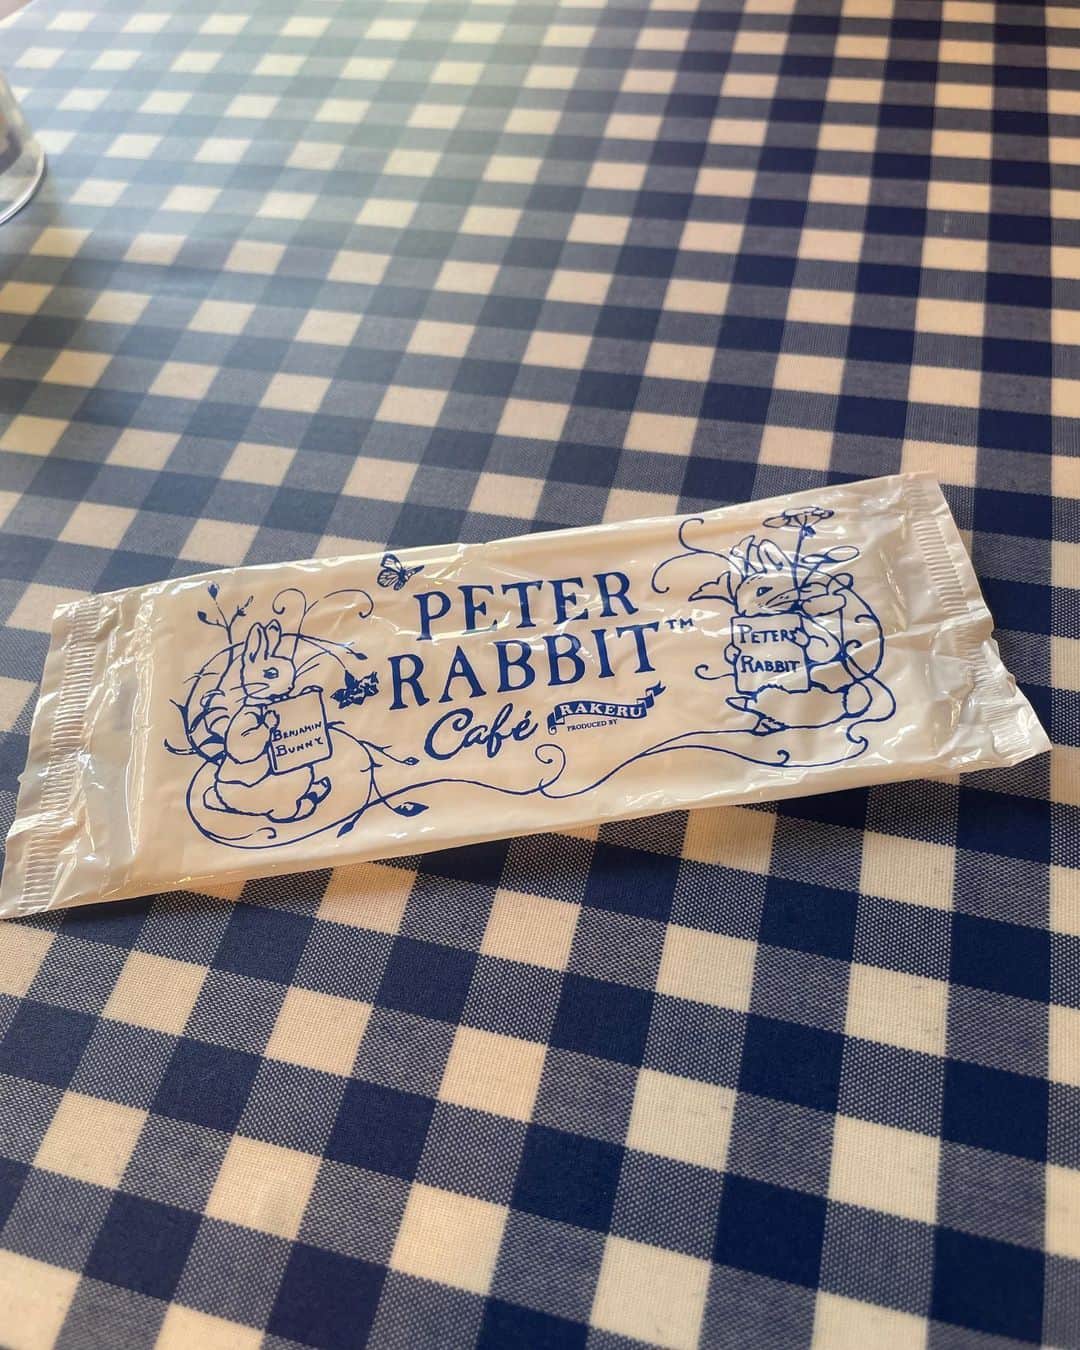 PETER
RABBIT™
Café
RAKERU
PRODUCED BY
BENJAMIN
BUNNY
PETER
RABBIT